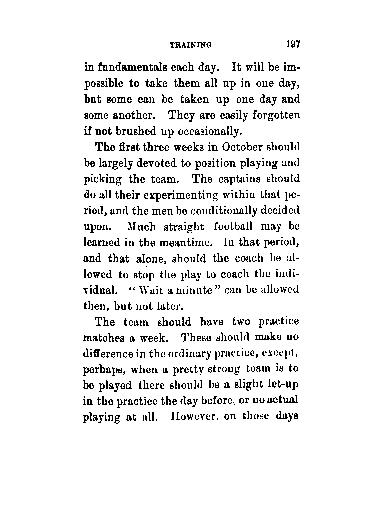 TRAINING 197
in fundamentals each day. It will be im-
possible to take them all up in one day,
but some can be taken up one day and
some another. They are easily forgotten
if not brushed up occasionally.
The first three weeks in October should
be largely devoted to position playing and
picking the team. The captains should
do all their experimenting within that pe-
riod, and the men be conditionally decided
upon. Much straight football may be
learned in the meantime. In that period,
and that alone, should the coach be al-
lowed to stop the play to coach the indi-
vidual. "Wait a minute" can be allowed
then, but not later.
The team should have two practice
matches a week. These should make no
difference in the ordinary practice, except,
perhaps, when a pretty strong team is to
be played there should be a slight let-up
in the practice the day before, or no actual
playing at all. However, on those days